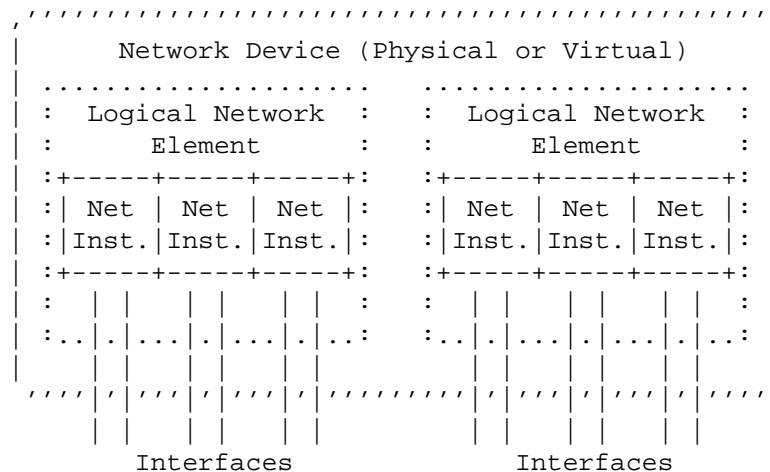 Network Device (Physical or Virtual)
Logical Network Logical Network
Element Element
Net Net Net Net Net Net
Inst. Inst. Inst. Inst. Inst. Inst.
Interfaces Interfaces